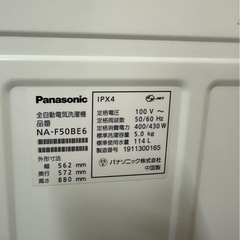 Panasonic
全自動電気洗濯機
品番
NA-F50BE6
外形寸法
幅 562 mm
奥行 572 mm
高さ 880 mm
IPX4
JET
定格電圧 100 V～
定格周波数 50/60 Hz
定格消費電力 400/430 W
標準洗濯容量 5.0 kg
標準使用水量 114 L
製造番号 1911300165
パナソニック株式会社
中国製